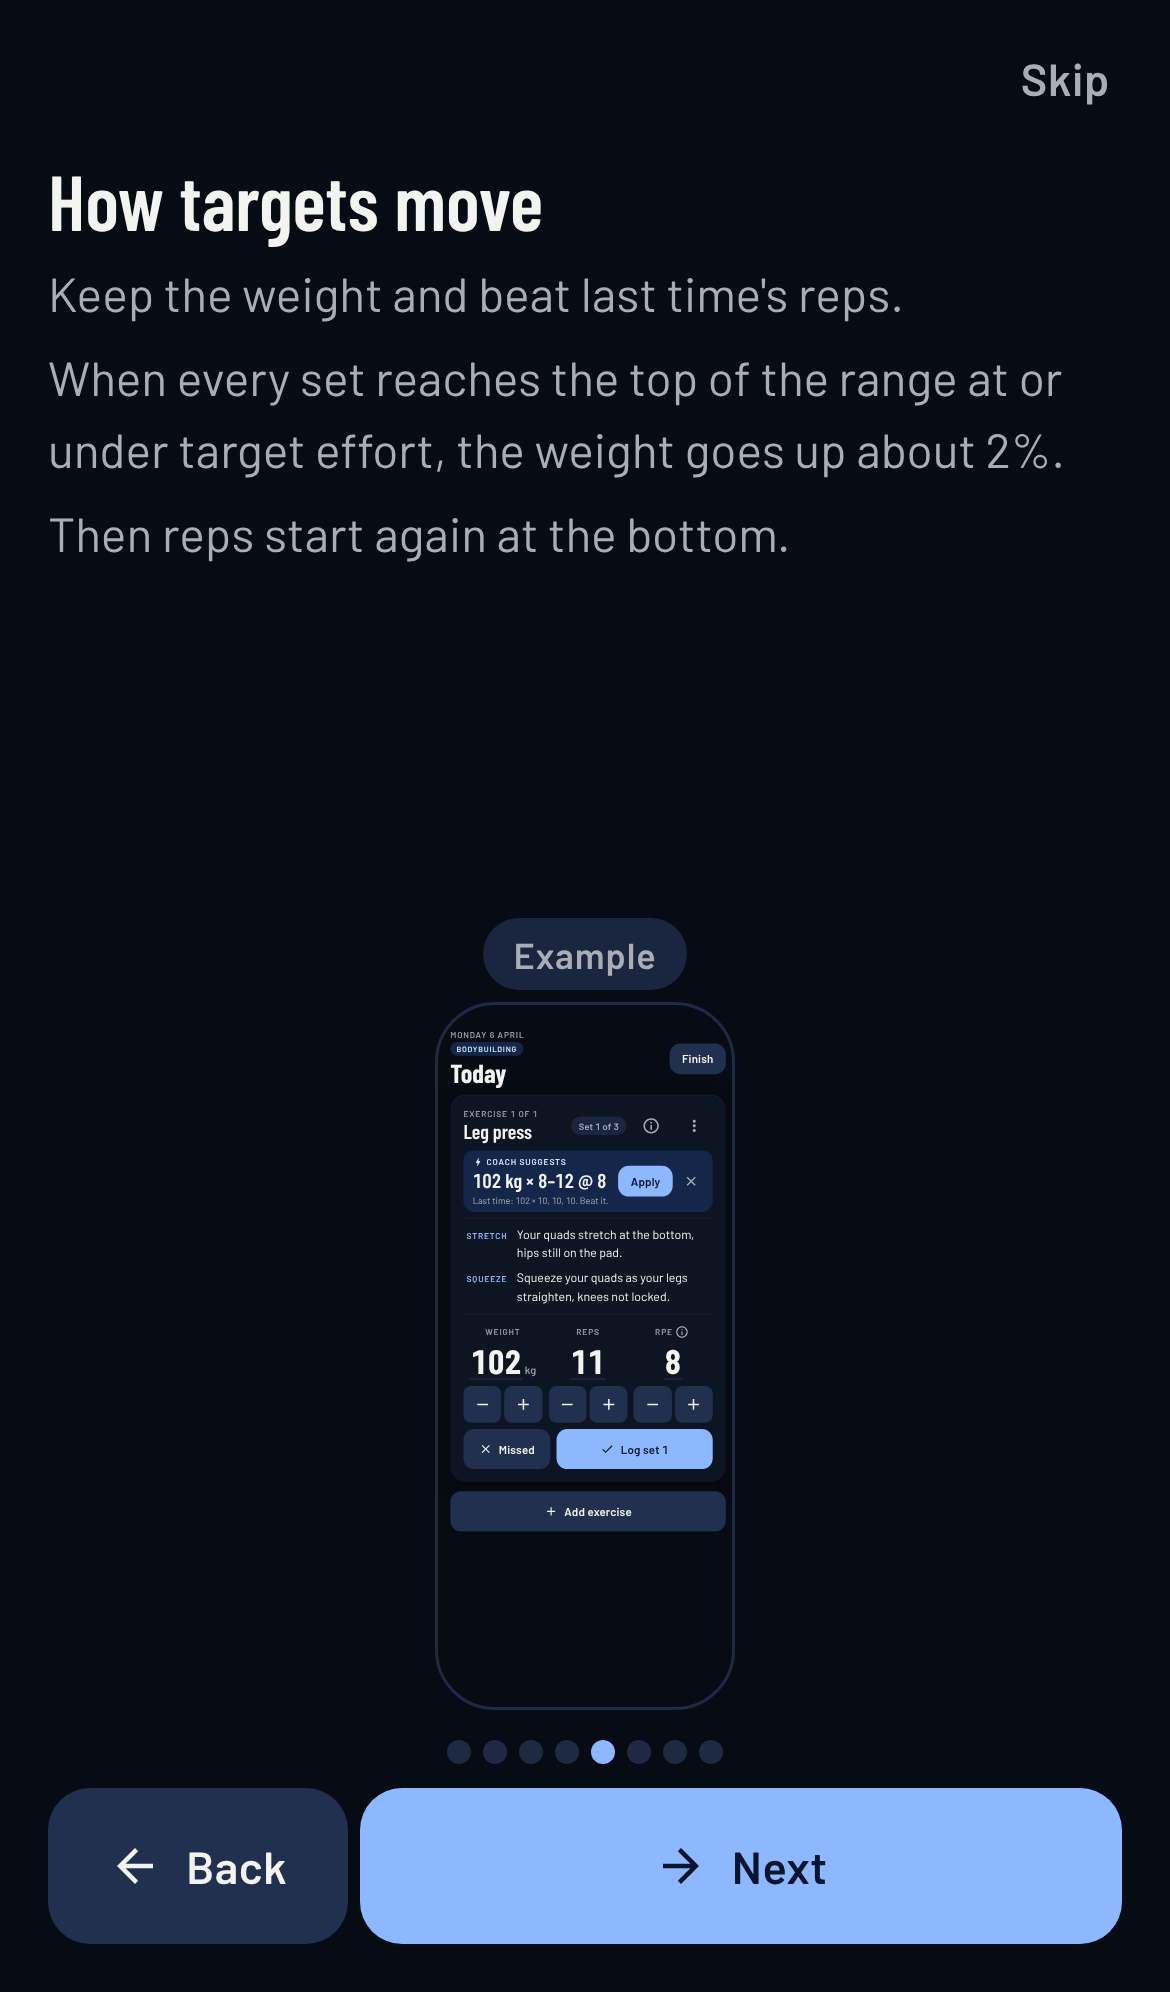 Skip
How targets move
Keep the weight and beat last time's reps.
When every set reaches the top of the range at or
under target effort, the weight goes up about 2%.
Then reps start again at the bottom.
Example
MONDAY 6 APRIL
BODYBUILDING
Finish
Today
EXERCISE 1 OF 1
Leg press
Set 1 of 3
COACH SUGGESTS
102 kg × 8–12 @ 8
Apply
Last time: 102 × 10, 10, 10. Beat it.
STRETCH
Your quads stretch at the bottom,
hips still on the pad.
SQUEEZE
Squeeze your quads as your legs
straighten, knees not locked.
WEIGHT
REPS
RPE
102 kg
11
8
Missed
Log set 1
Add exercise
Back
Next